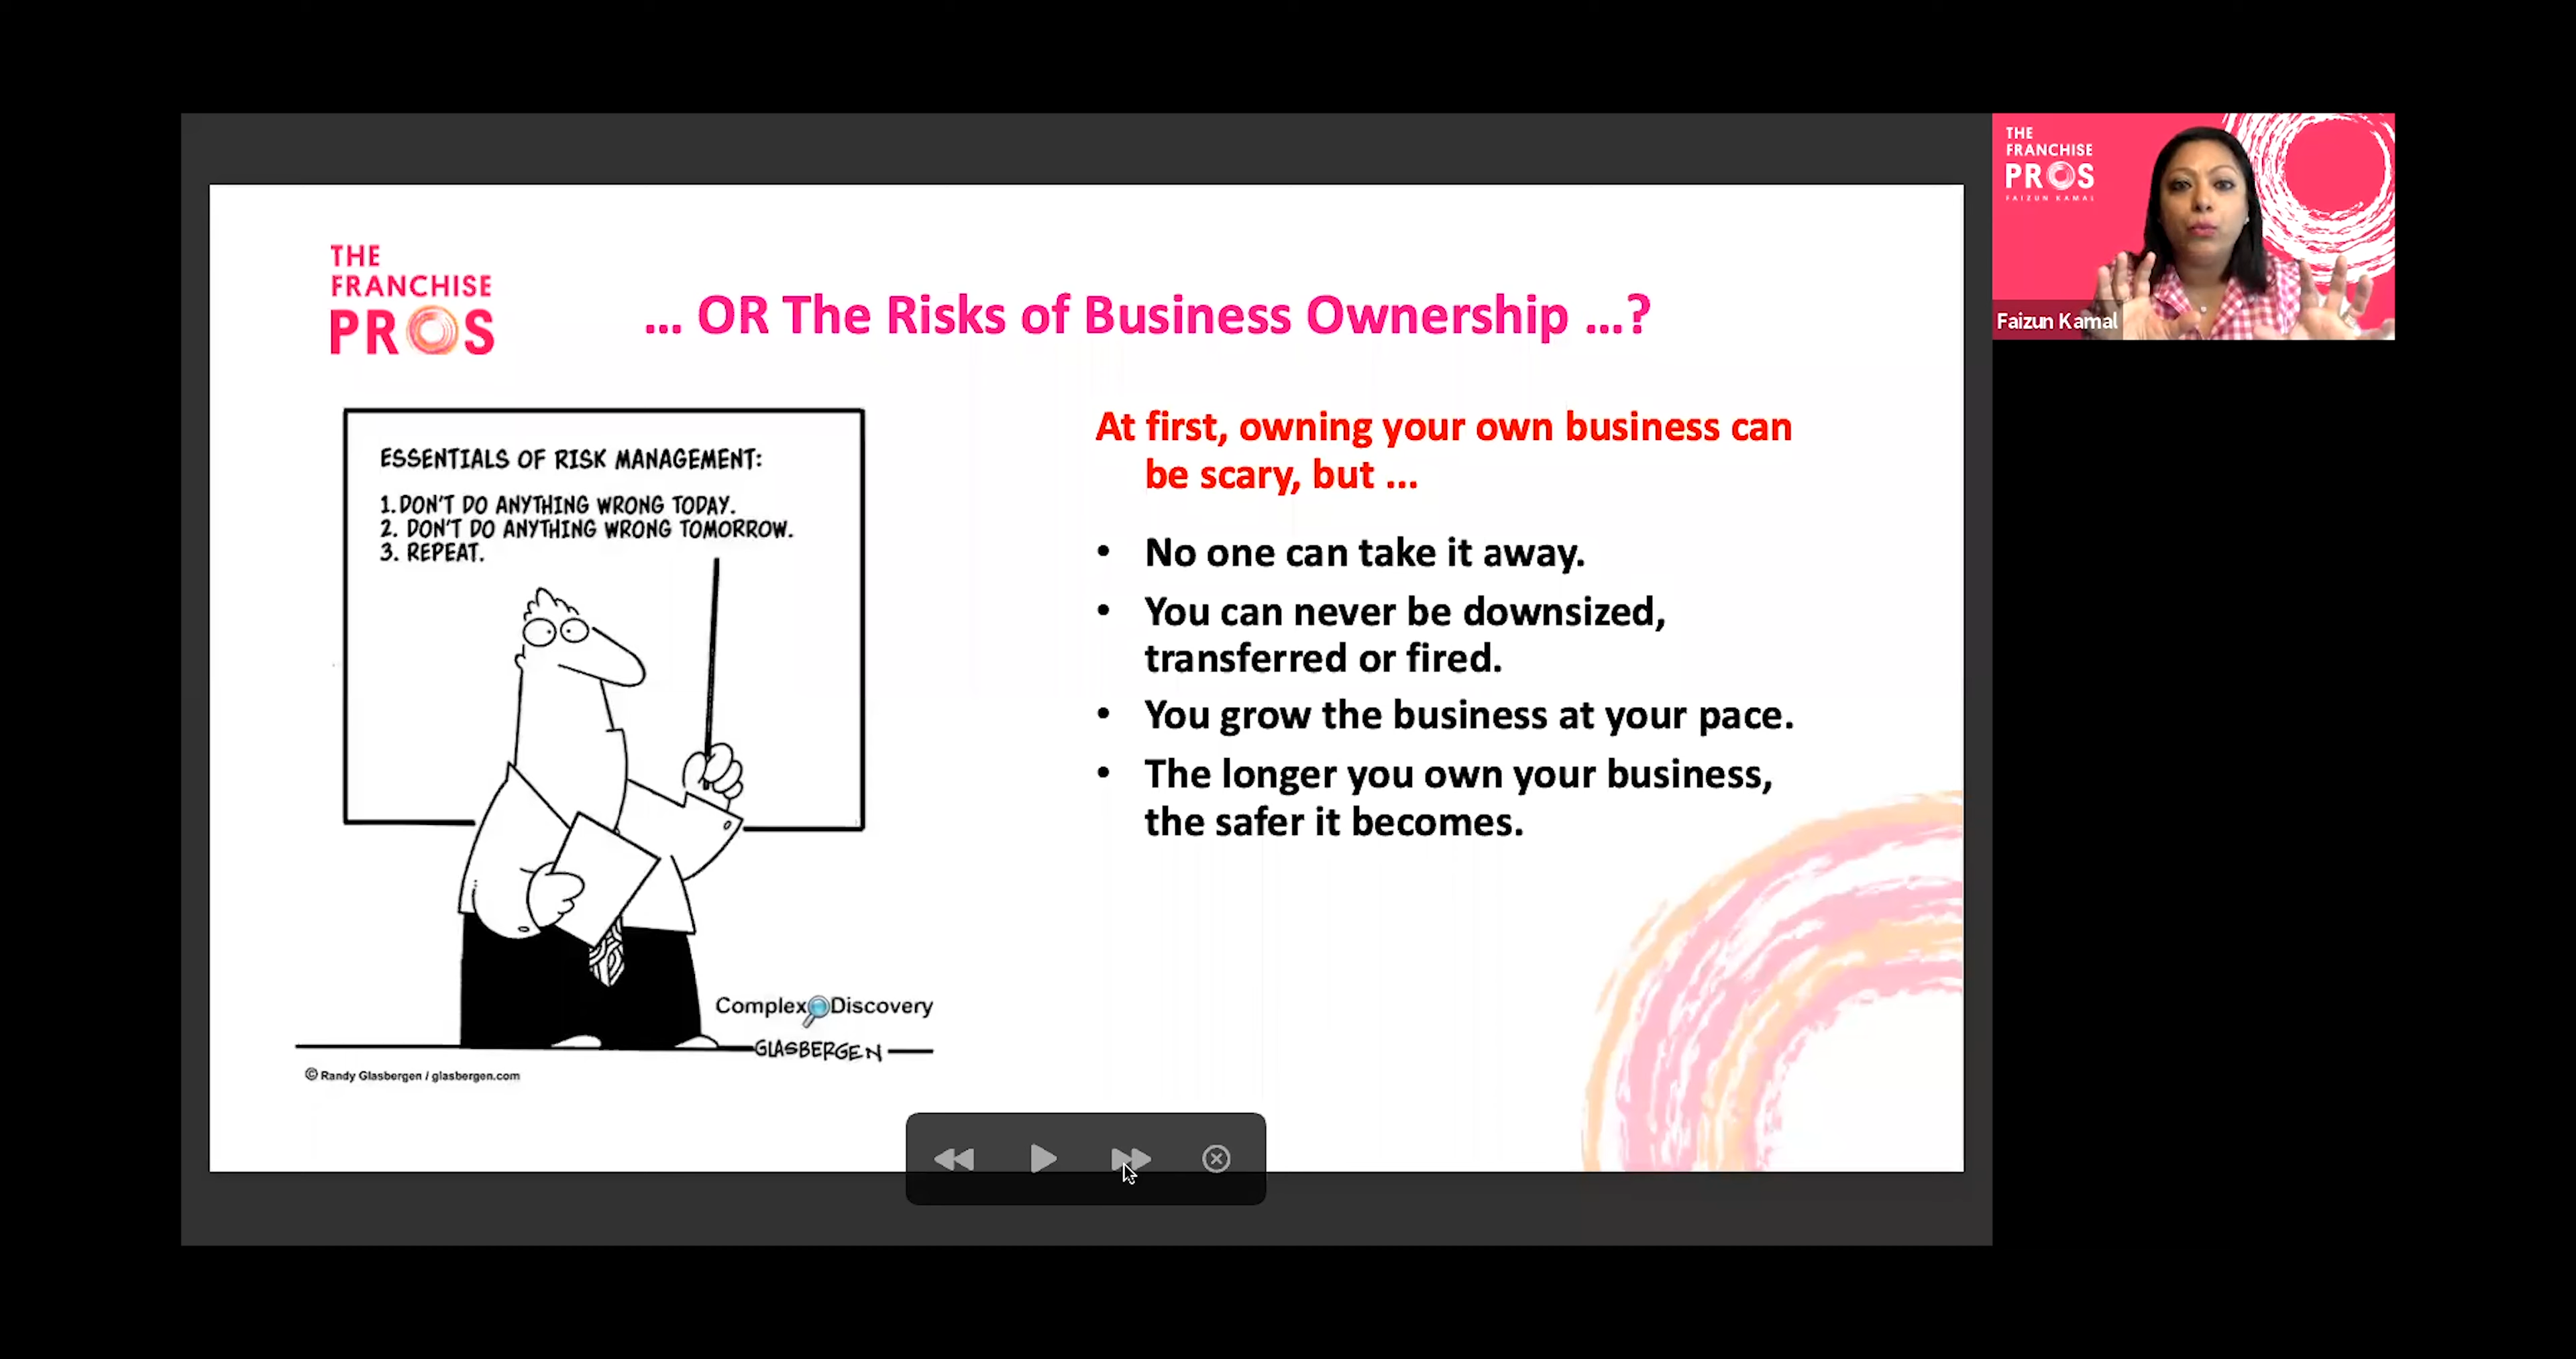 THE
FRANCHISE
PROS
... OR The Risks of Business Ownership ...?
ESSENTIALS OF RISK MANAGEMENT:
1. DON'T DO ANYTHING WRONG TODAY.
2. DON'T DO ANYTHING WRONG TOMORROW.
3. REPEAT.
Complex Discovery
GLASBERGEN
© Randy Glasbergen / glasbergen.com
At first, owning your own business can
be scary, but ...
• No one can take it away.
• You can never be downsized,
transferred or fired.
• You grow the business at your pace.
• The longer you own your business,
the safer it becomes.
THE
FRANCHISE
PROS
FAIZUN KAMAL
Faizun Kamal